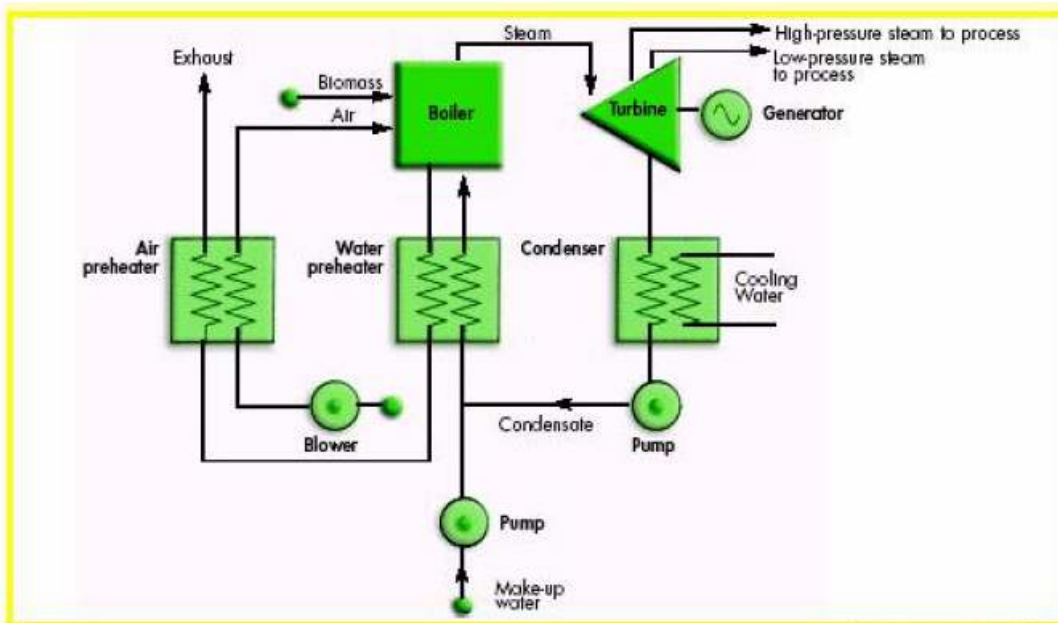 Steam
High-pressure steam to process
Low-pressure steam
to process
Exhaust
Biomass
Air
Boiler
Turbine
Generator
Air
preheater
Water
preheater
Condenser
Cooling
Water
Blower
Condensate
Pump
Pump
Make-up
water